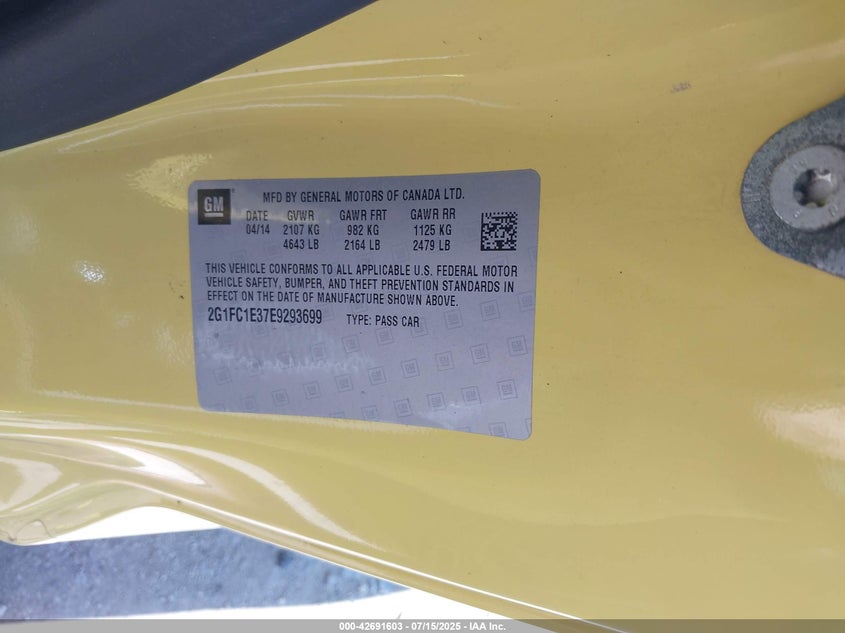 GM
MFD BY GENERAL MOTORS OF CANADA LTD.
DATE GVWR GAWR FRT GAWR RR
04/14 2107 KG 982 KG 1125 KG
4643 LB 2164 LB 2479 LB
THIS VEHICLE CONFORMS TO ALL APPLICABLE U.S. FEDERAL MOTOR
VEHICLE SAFETY, BUMPER, AND THEFT PREVENTION STANDARDS IN
EFFECT ON THE DATE OF MANUFACTURE SHOWN ABOVE.
2G1FC1E37E9293699 TYPE: PASS CAR
000-42691603 - 07/15/2025 - IAA Inc.